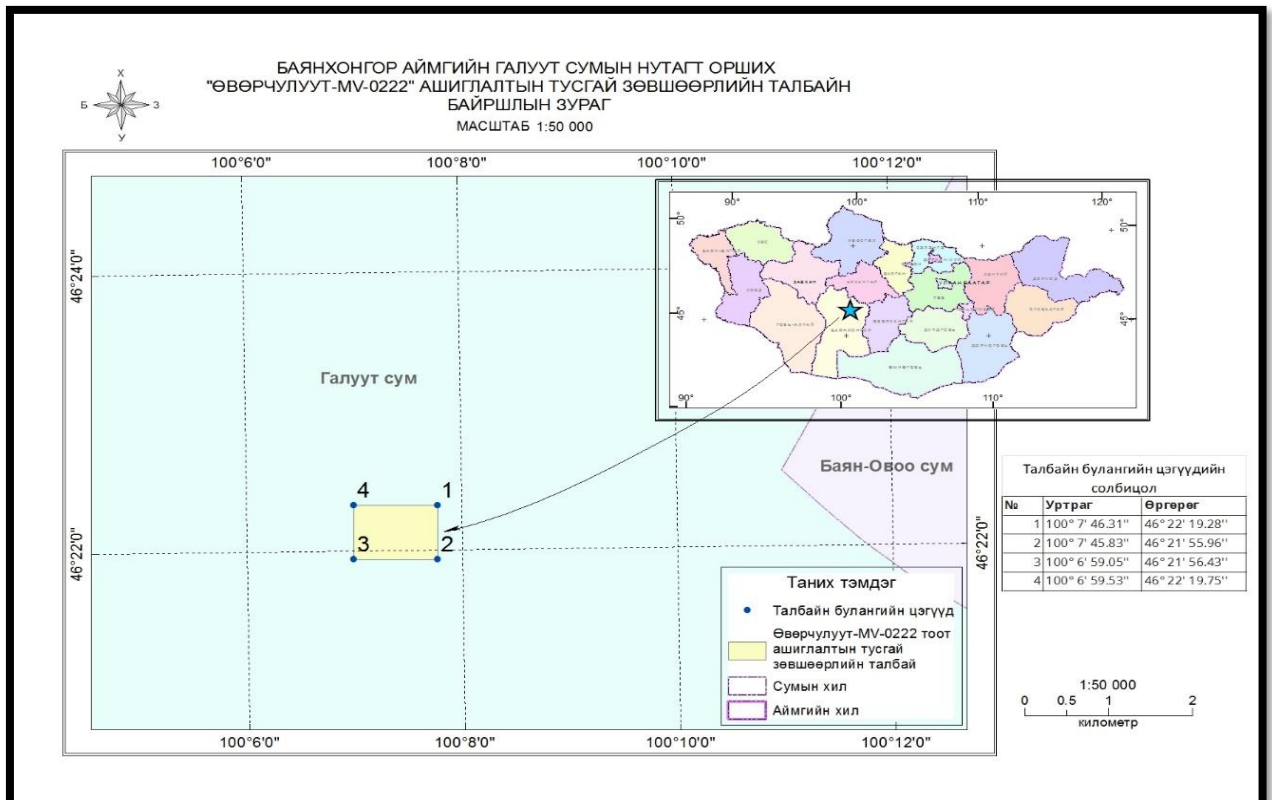 БАЯНХОНГОР АЙМГИЙН ГАЛУУТ СУМЫН НУТАГТ ОРШИХ
"ӨВӨРЧУЛУУТ-MV-0222" АШИГЛАЛТЫН ТУСГАЙ ЗӨВШӨӨРЛИЙН ТАЛБАЙН
БАЙРШЛЫН ЗУРАГ
МАСШТАБ 1:50 000
Х
Б З
У
100°6'0" 100°8'0" 100°10'0" 100°12'0"
90° 100° 110° 120°
50° 50°
45° 45°
90° 100° 110°
46°24'0"
Галуут сум
Баян-Овоо сум
4 1
3 2
46°22'0" 46°22'0"
Талбайн булангийн цэгүүдийн
солбицол
№ Уртраг Өргөрөг
1 100° 7' 46.31'' 46° 22' 19.28''
2 100° 7' 45.83'' 46° 21' 55.96''
3 100° 6' 59.05'' 46° 21' 56.43''
4 100° 6' 59.53'' 46° 22' 19.75''
Таних тэмдэг
Талбайн булангийн цэгүүд
Өвөрчулуут-MV-0222 тоот
ашиглалтын тусгай
зөвшөөрлийн талбай
Сумын хил
Аймгийн хил
1:50 000
0 0.5 1 2
километр
100°6'0" 100°8'0" 100°10'0" 100°12'0"